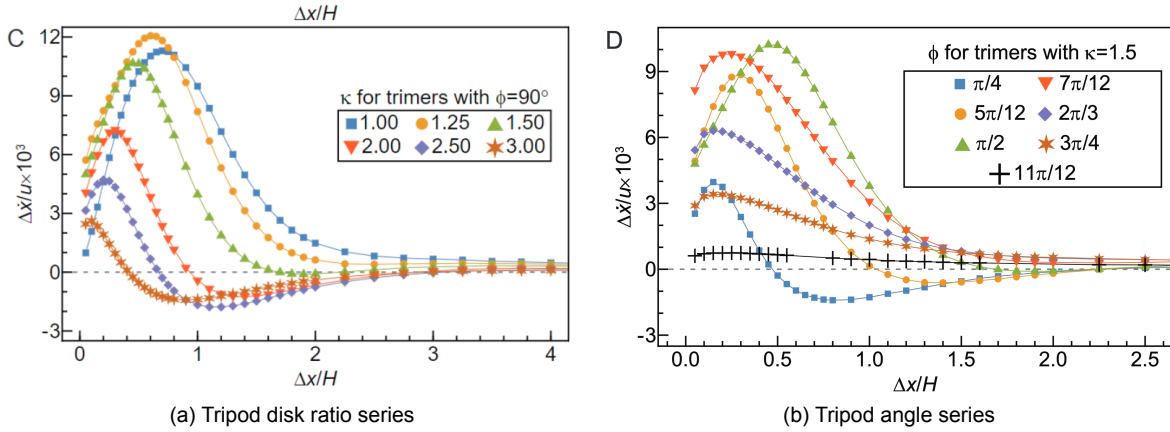 Δx/H
C
12
9
6
3
0
-3
Δẋ/u×10³
κ for trimers with ϕ=90°
1.00 1.25 1.50
2.00 2.50 3.00
0 1 2 3 4
Δx/H
(a) Tripod disk ratio series
D
9
6
3
0
-3
Δẋ/u×10³
ϕ for trimers with κ=1.5
π/4 7π/12
5π/12 2π/3
π/2 3π/4
11π/12
0.0 0.5 1.0 1.5 2.0 2.5
Δx/H
(b) Tripod angle series